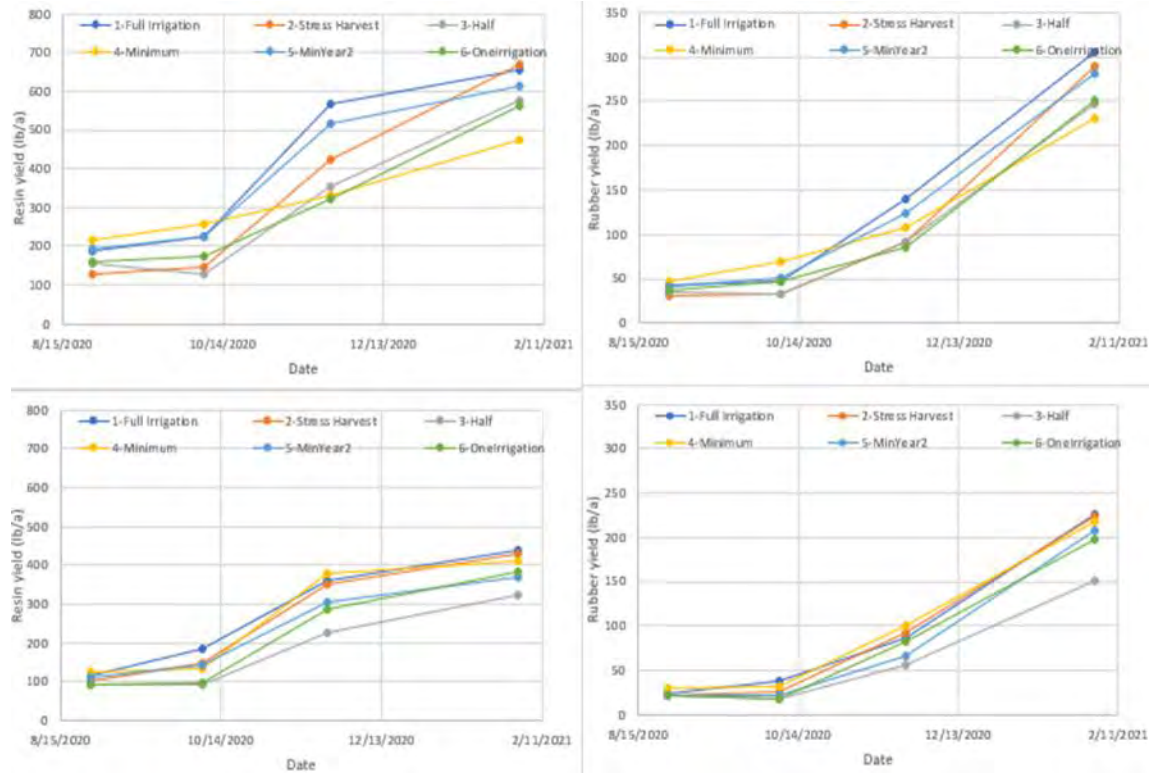 800
700
600
500
400
300
200
100
0
Resin yield (lb/a)
1-Full Irrigation 2-Stress Harvest 3-Half
4-Minimum 5-MinYear2 6-OneIrrigation
8/15/2020 10/14/2020 12/13/2020 2/11/2021
Date
350
300
250
200
150
100
50
0
Rubber yield (lb/a)
1-Full Irrigation 2-Stress Harvest 3-Half
4-Minimum 5-MinYear2 6-OneIrrigation
8/15/2020 10/14/2020 12/13/2020 2/11/2021
Date
800
700
600
500
400
300
200
100
0
Resin yield (lb/a)
1-Full Irrigation 2-Stress Harvest 3-Half
4-Minimum 5-MinYear2 6-OneIrrigation
8/15/2020 10/14/2020 12/13/2020 2/11/2021
Date
350
300
250
200
150
100
50
0
Rubber yield (lb/a)
1-Full Irrigation 2-Stress Harvest 3-Half
4-Minimum 5-MinYear2 6-OneIrrigation
8/15/2020 10/14/2020 12/13/2020 2/11/2021
Date